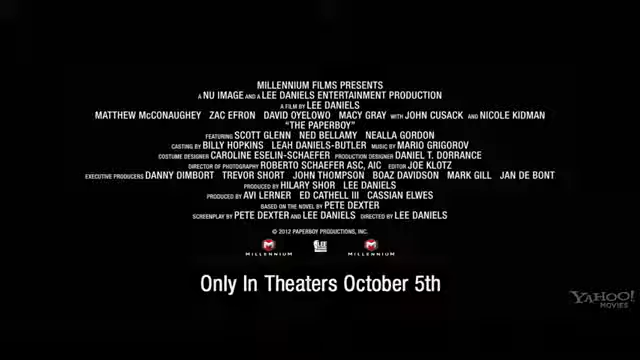 MILLENNIUM FILMS PRESENTS
A NU IMAGE AND A LEE DANIELS ENTERTAINMENT PRODUCTION
A FILM BY LEE DANIELS
MATTHEW McCONAUGHEY ZAC EFRON DAVID OYELOWO MACY GRAY WITH JOHN CUSACK AND NICOLE KIDMAN
"THE PAPERBOY"
FEATURING SCOTT GLENN NED BELLAMY NEALLA GORDON
CASTING BY BILLY HOPKINS LEAH DANIELS-BUTLER MUSIC BY MARIO GRIGOROV
COSTUME DESIGNER CAROLINE ESELIN-SCHAEFER PRODUCTION DESIGNER DANIEL T. DORRANCE
DIRECTOR OF PHOTOGRAPHY ROBERTO SCHAEFER ASC, AIC EDITOR JOE KLOTZ
EXECUTIVE PRODUCERS DANNY DIMBORT TREVOR SHORT JOHN THOMPSON BOAZ DAVIDSON MARK GILL JAN DE BONT
PRODUCED BY HILARY SHOR LEE DANIELS
PRODUCED BY AVI LERNER ED CATHELL III CASSIAN ELWES
BASED ON THE NOVEL BY PETE DEXTER
SCREENPLAY BY PETE DEXTER AND LEE DANIELS DIRECTED BY LEE DANIELS
© 2012 PAPERBOY PRODUCTIONS, INC.
MILLENNIUM LEE MILLENNIUM
Only In Theaters October 5th
YAHOO!
MOVIES